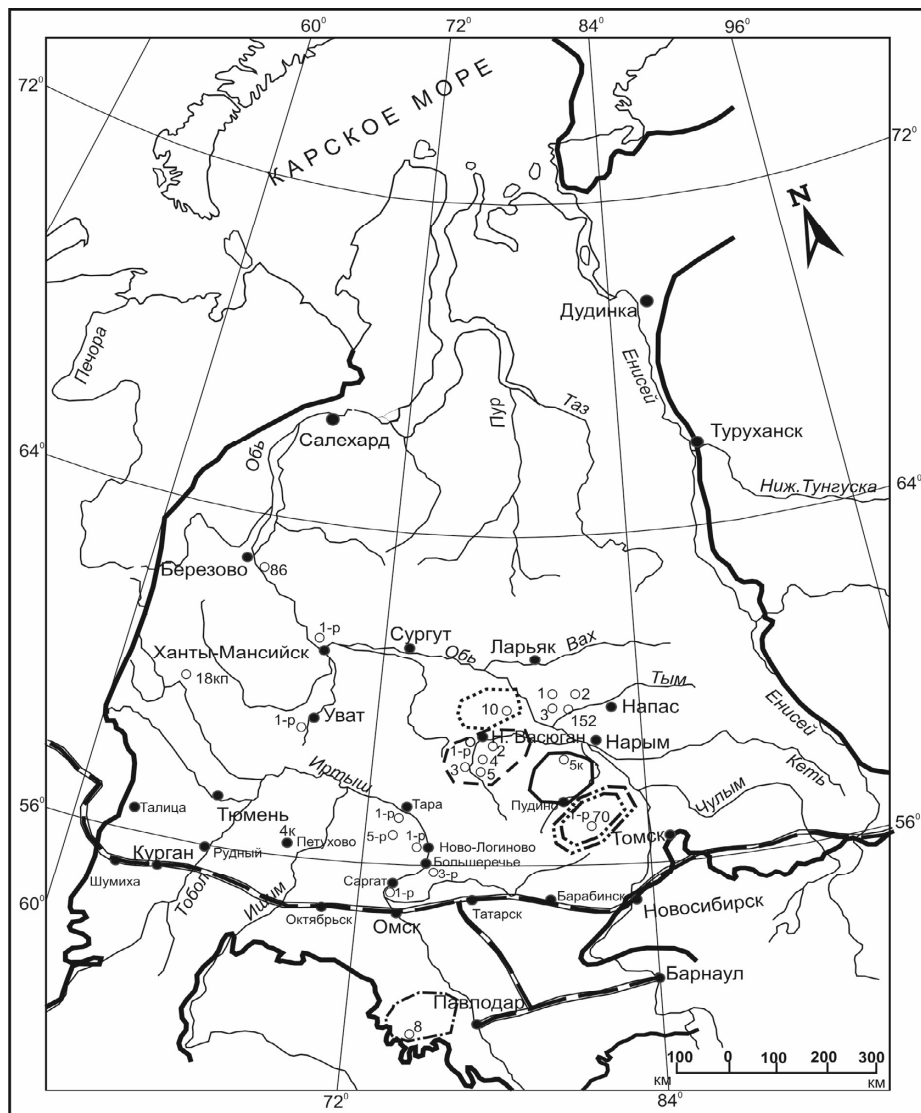 60⁰ 72⁰ 84⁰ 96⁰
72⁰
72⁰
КАРСКОЕ МОРЕ
N
Дудинка
Печора
Енисей
Пур
Таз
Салехард
Обь
Туруханск
64⁰
Ниж.Тунгуска
64⁰
Березово
86
1-р
Сургут
Ларьяк
Вах
Ханты-Мансийск
Обь
18кп
Тым
1 2
3 152
10
Напас
Уват
1-р
Н. Васюган
Нарым
Енисей
1-р 2
4
3 5
5к
Кеть
Иртыш
56⁰
Талица
Тюмень
Тара
1-р
Пудино
1-р 70
Чулым
56⁰
4к
Петухово
5-р
1-р
Ново-Логиново
Томск
Курган
Рудный
Большеречье
3-р
Шумиха
Саргат
1-р
Тобол
Ишим
Октябрьск
Омск
Татарск
Барабинск
Новосибирск
60⁰
Барнаул
Павлодар
8
100 0 100 200 300
км км
72⁰ 84⁰